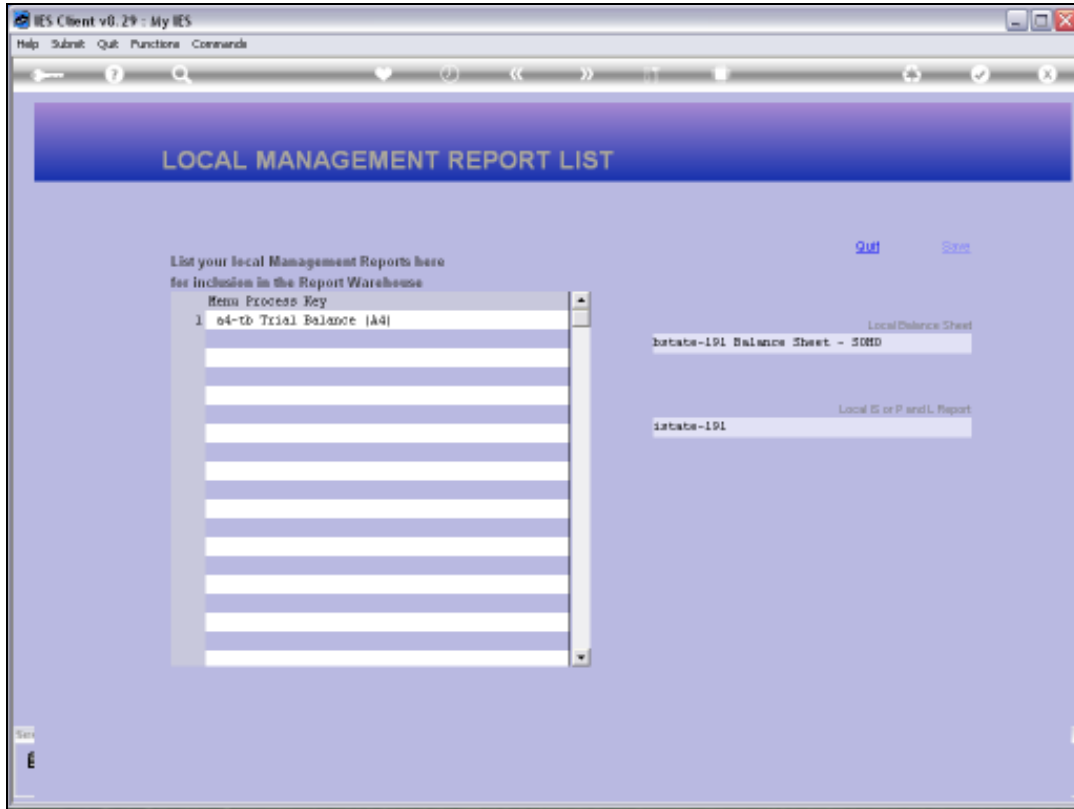 IES Client v8.29 : My IES
Help Submit Quit Functions Commands
LOCAL MANAGEMENT REPORT LIST
Quit Save
List your local Management Reports here
for inclusion in the Report Warehouse
Menu Process Key
1 a4-tb Trial Balance (A4)
Local Balance Sheet
bstate-191 Balance Sheet - SOHO
Local IS or P and L Report
istate-191